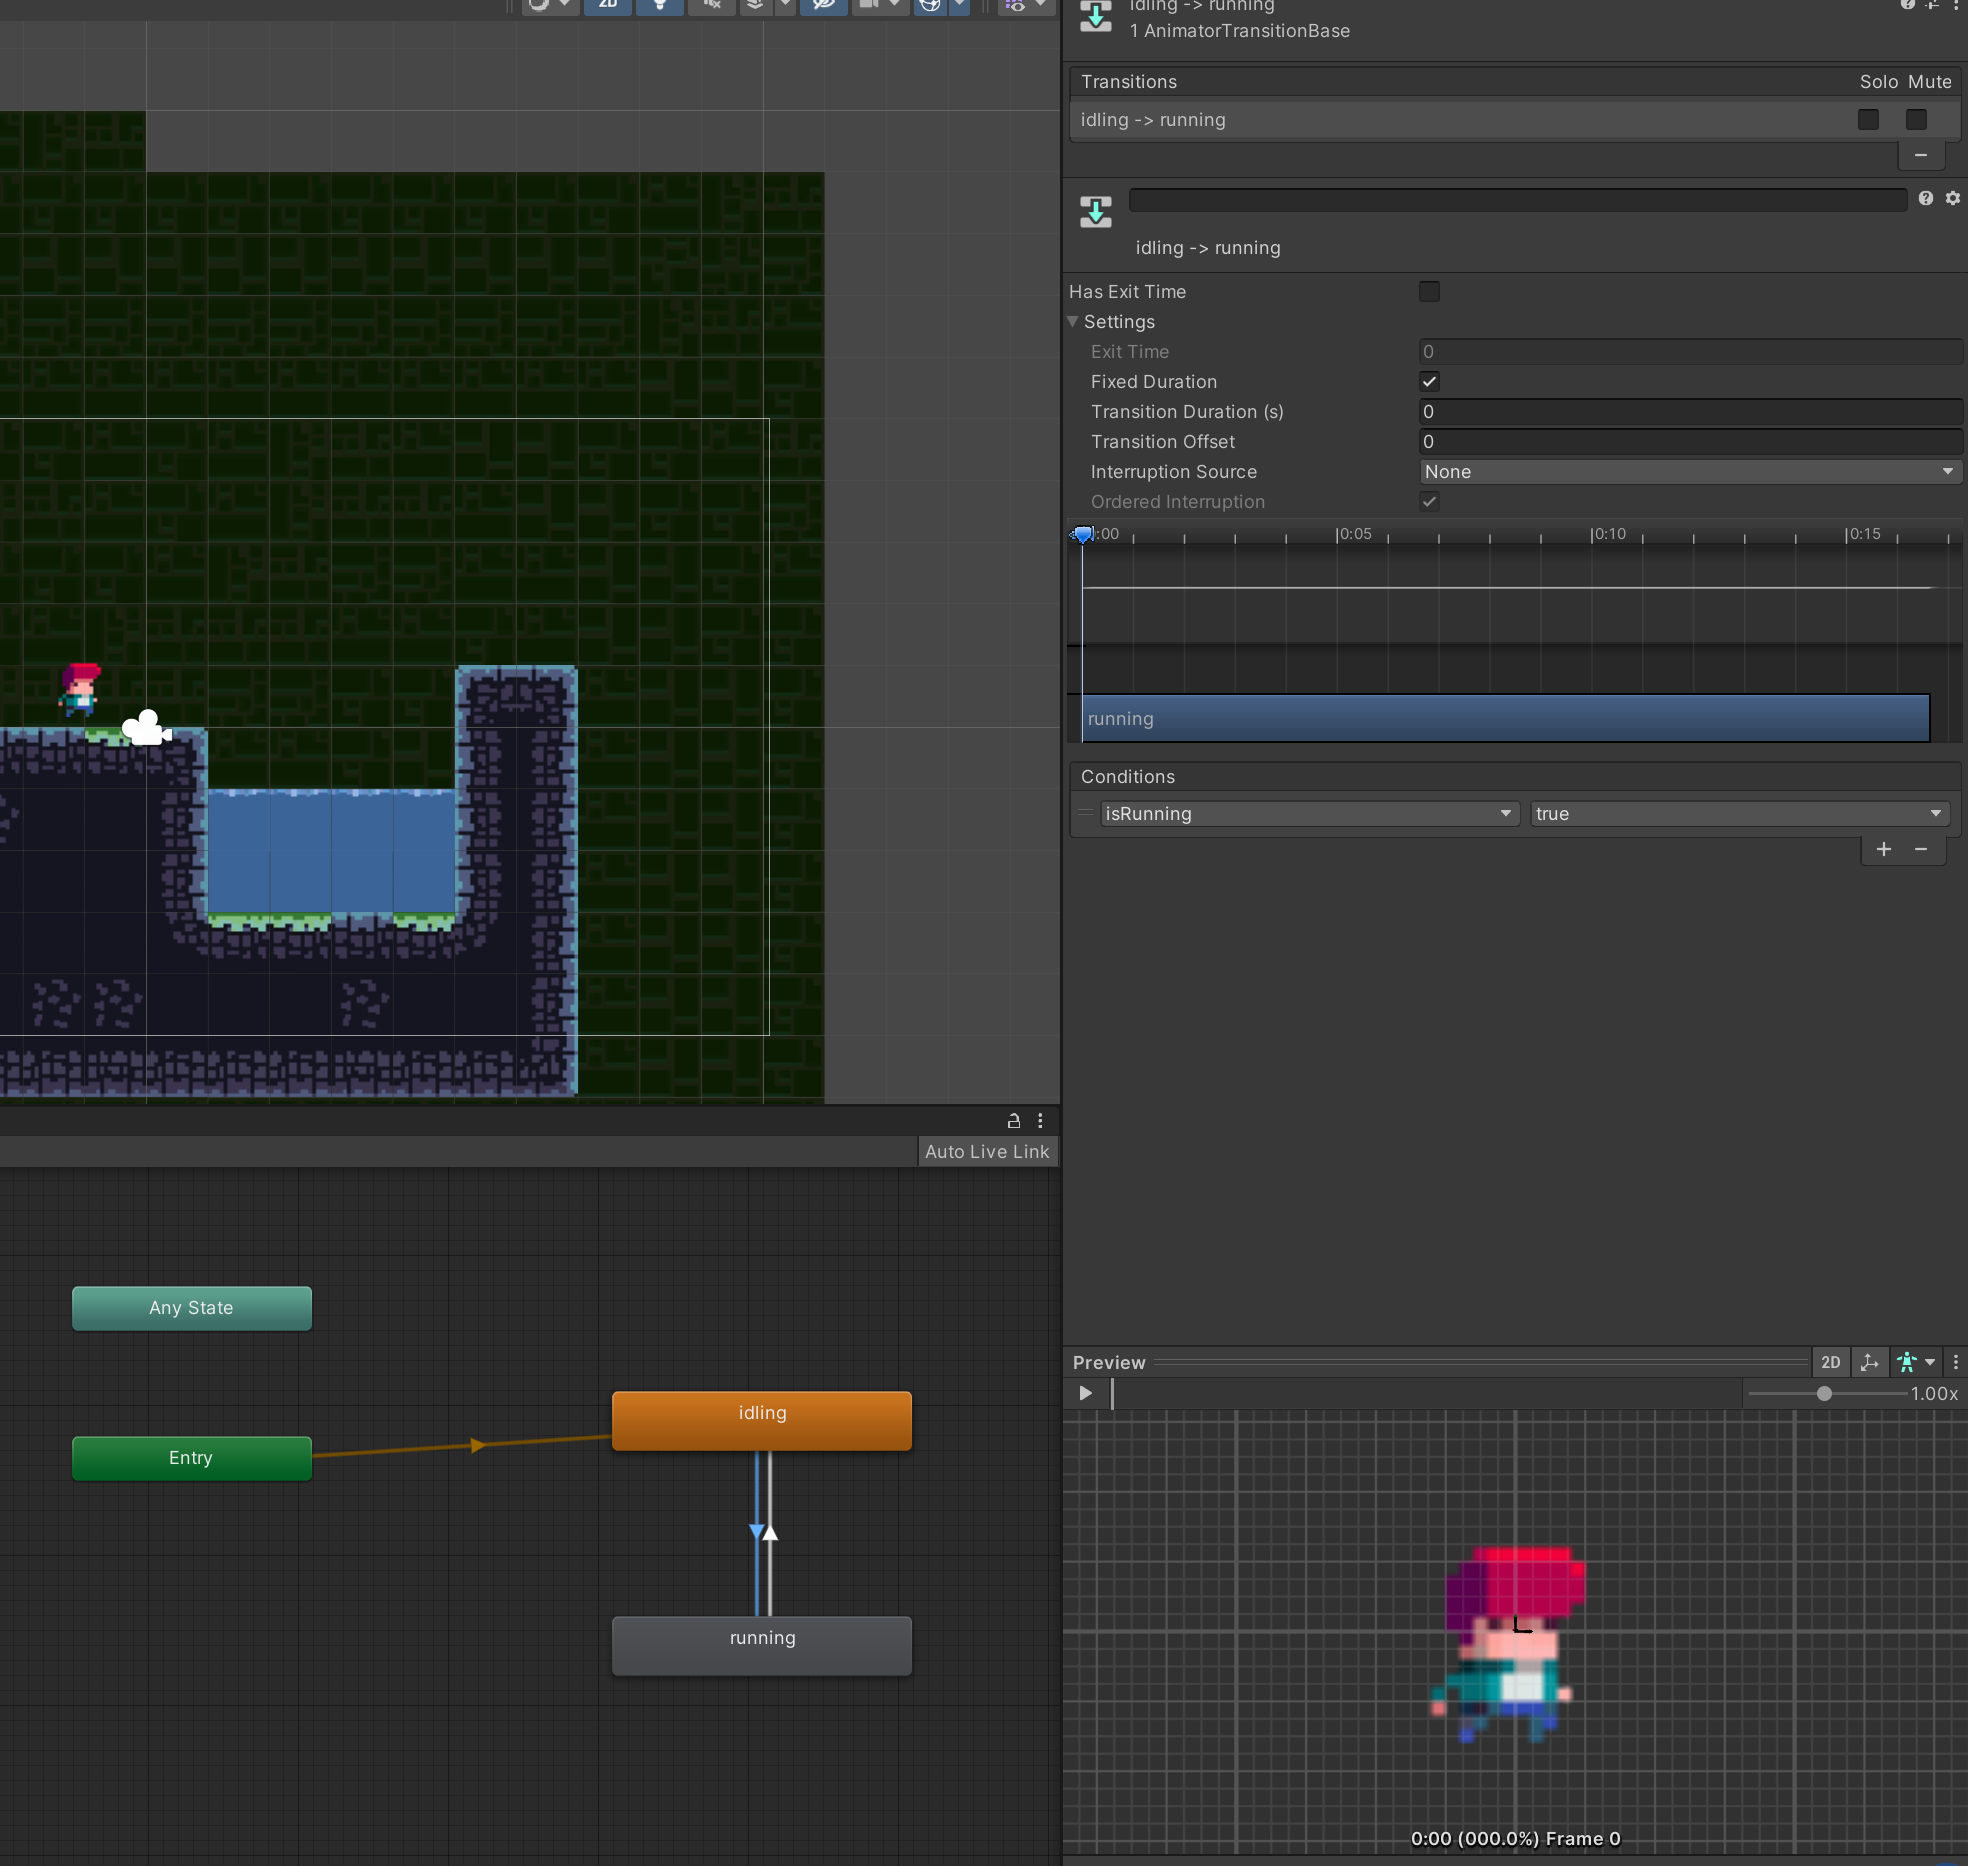 2D
idling -> running
1 AnimatorTransitionBase
Transitions Solo Mute
idling -> running
idling -> running
Has Exit Time
Settings
Exit Time 0
Fixed Duration
Transition Duration (s) 0
Transition Offset 0
Interruption Source None
Ordered Interruption
:00 0:05 0:10 0:15
running
Conditions
isRunning true
Auto Live Link
Any State
Entry
idling
running
Preview 2D
1.00x
0:00 (000.0%) Frame 0